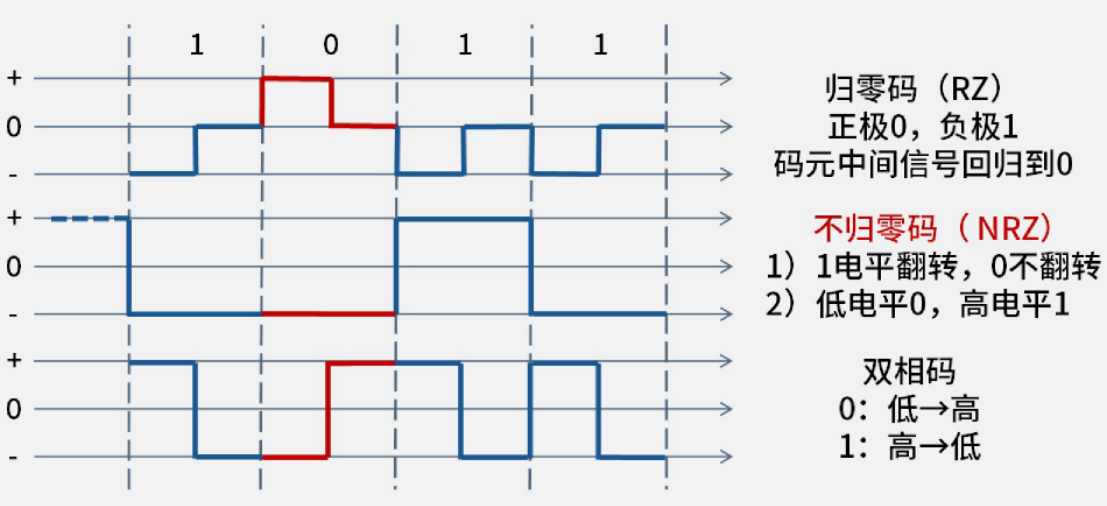 1 0 1 1
+
0
-
归零码（RZ）
正极0，负极1
码元中间信号回归到0
+
0
-
不归零码（ NRZ）
1）1电平翻转，0不翻转
2）低电平0，高电平1
+
0
-
双相码
0：低→高
1：高→低